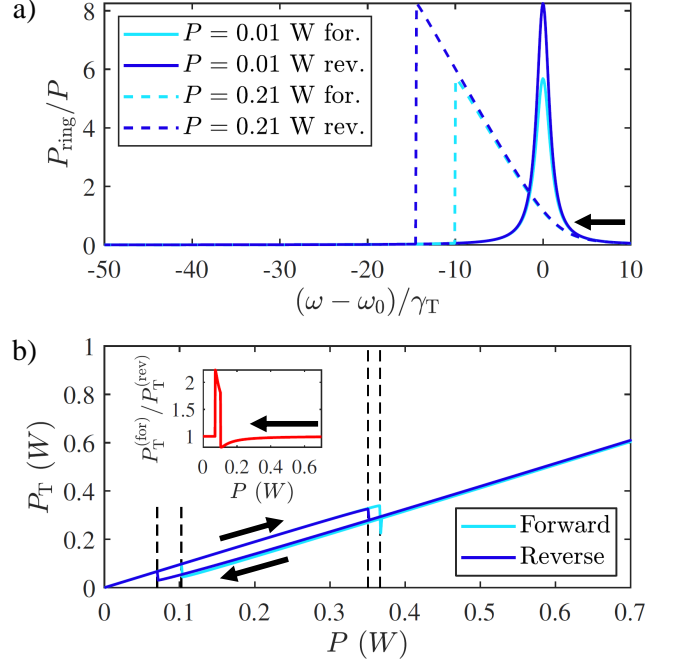 a)
8
6
4
2
0
P_ring/P
P = 0.01 W for.
P = 0.01 W rev.
P = 0.21 W for.
P = 0.21 W rev.
-50 -40 -30 -20 -10 0 10
(ω − ω₀)/γ_T
b)
1
0.8
0.6
0.4
0.2
0
P_T (W)
P_T^(for)/P_T^(rev)
2
1.5
1
0 0.2 0.4 0.6
P (W)
Forward
Reverse
0 0.1 0.2 0.3 0.4 0.5 0.6 0.7
P (W)